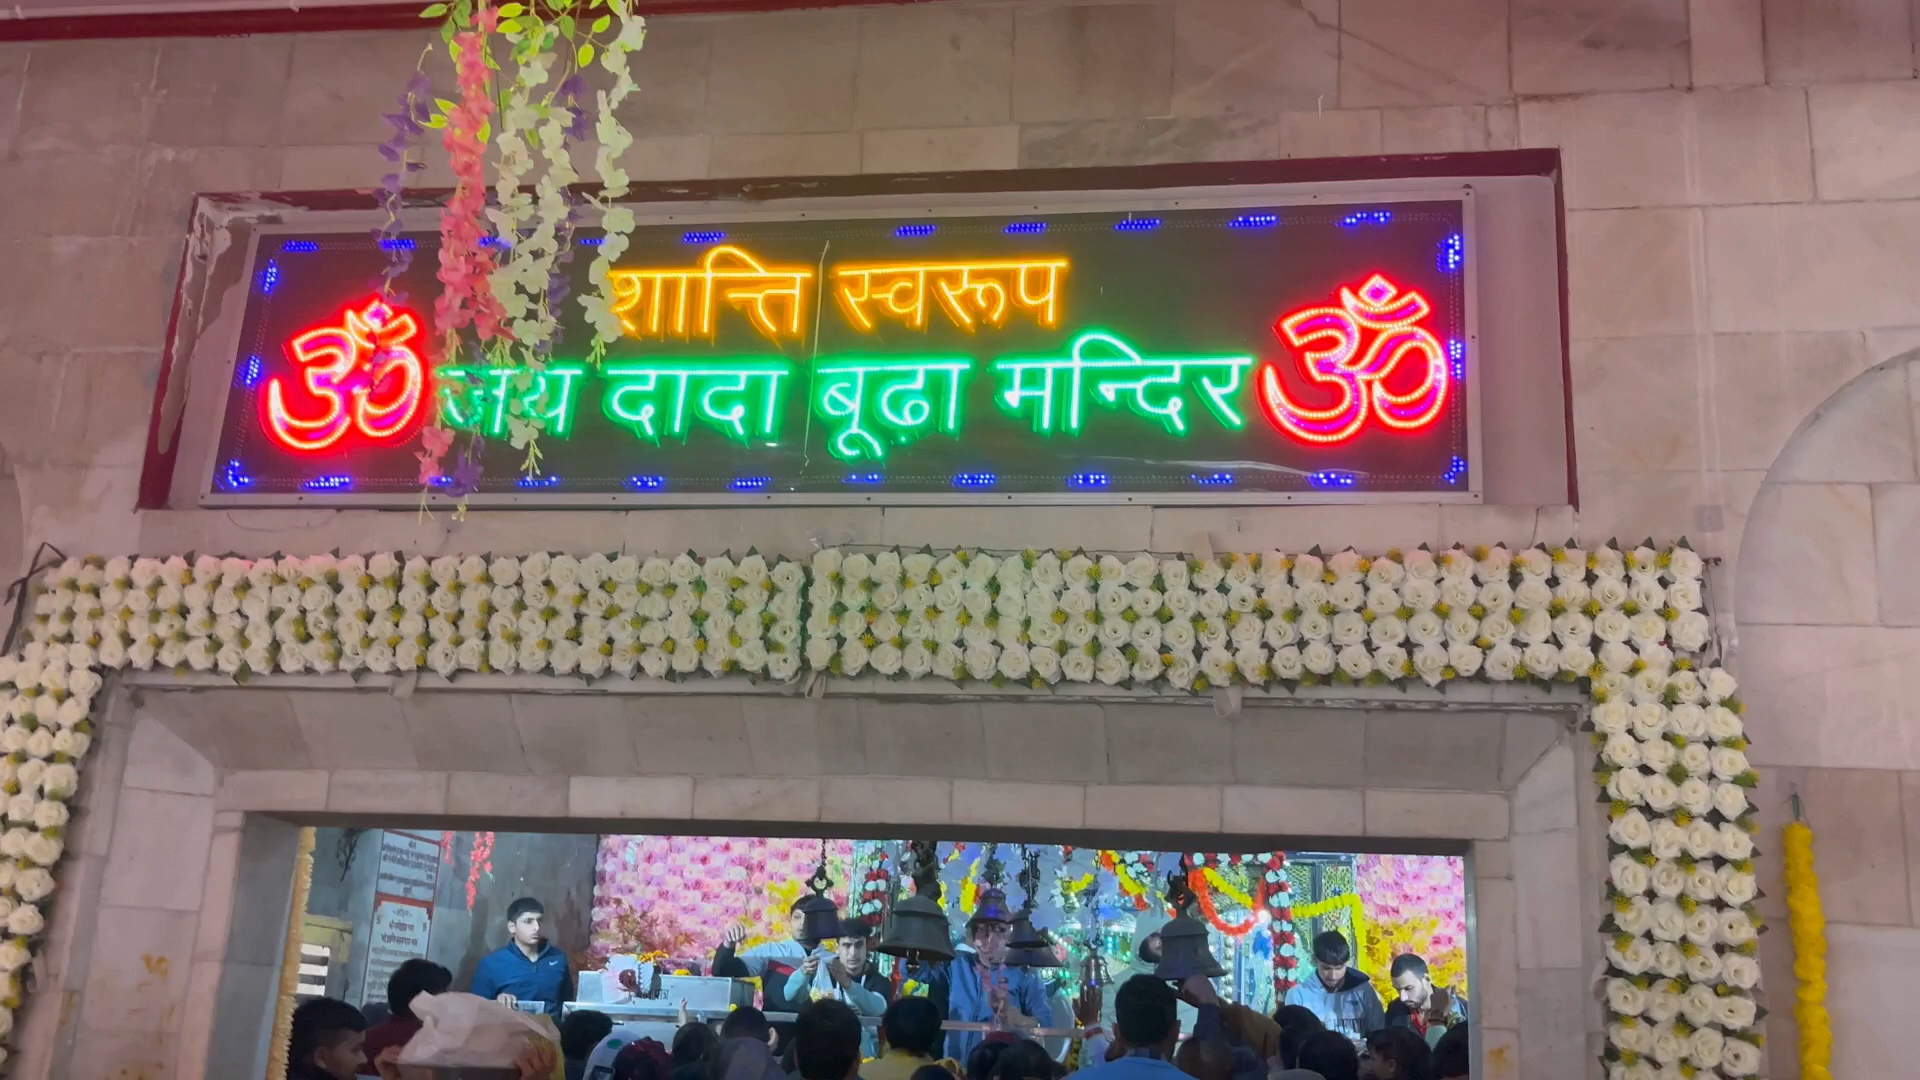 शान्ति स्वरूप
ॐ जय दादा बूढ़ा मन्दिर ॐ